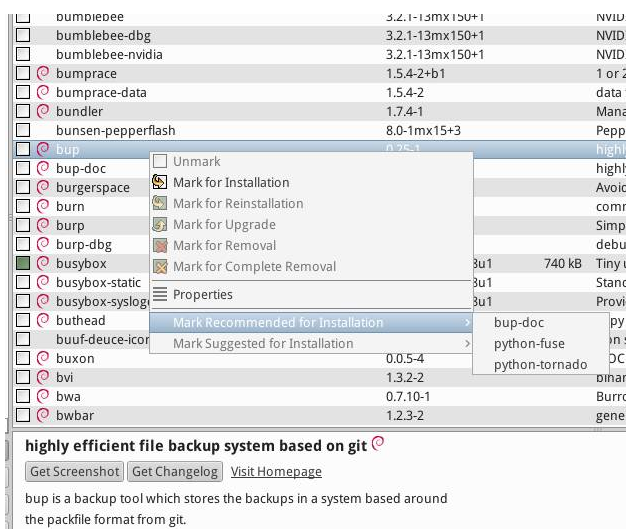 bumblebee 3.2.1-13mx150+1 NVID
bumblebee-dbg 3.2.1-13mx150+1 NVID
bumblebee-nvidia 3.2.1-13mx150+1 NVID
bumprace 1.5.4-2+b1 1 or 2
bumprace-data 1.5.4-2 data
bundler 1.7.4-1 Mana
bunsen-pepperflash 8.0-1mx15+3 Pepp
bup 0.25-1 highl
bup-doc highl
burgerspace Avoid
burn comr
burp Simp
burp-dbg debu
busybox 8u1 740 kB Tiny u
busybox-static 8u1 Stand
busybox-syslog 8u1 Provi
buthead py
buuf-deuce-icon on s
buxon 0.0.5-4 OC
bvi 1.3.2-2 binar
bwa 0.7.10-1 Burro
bwbar 1.2.3-2 gene
Unmark
Mark for Installation
Mark for Reinstallation
Mark for Upgrade
Mark for Removal
Mark for Complete Removal
Properties
Mark Recommended for Installation
Mark Suggested for Installation
bup-doc
python-fuse
python-tornado
highly efficient file backup system based on git
Get Screenshot Get Changelog Visit Homepage
bup is a backup tool which stores the backups in a system based around
the packfile format from git.